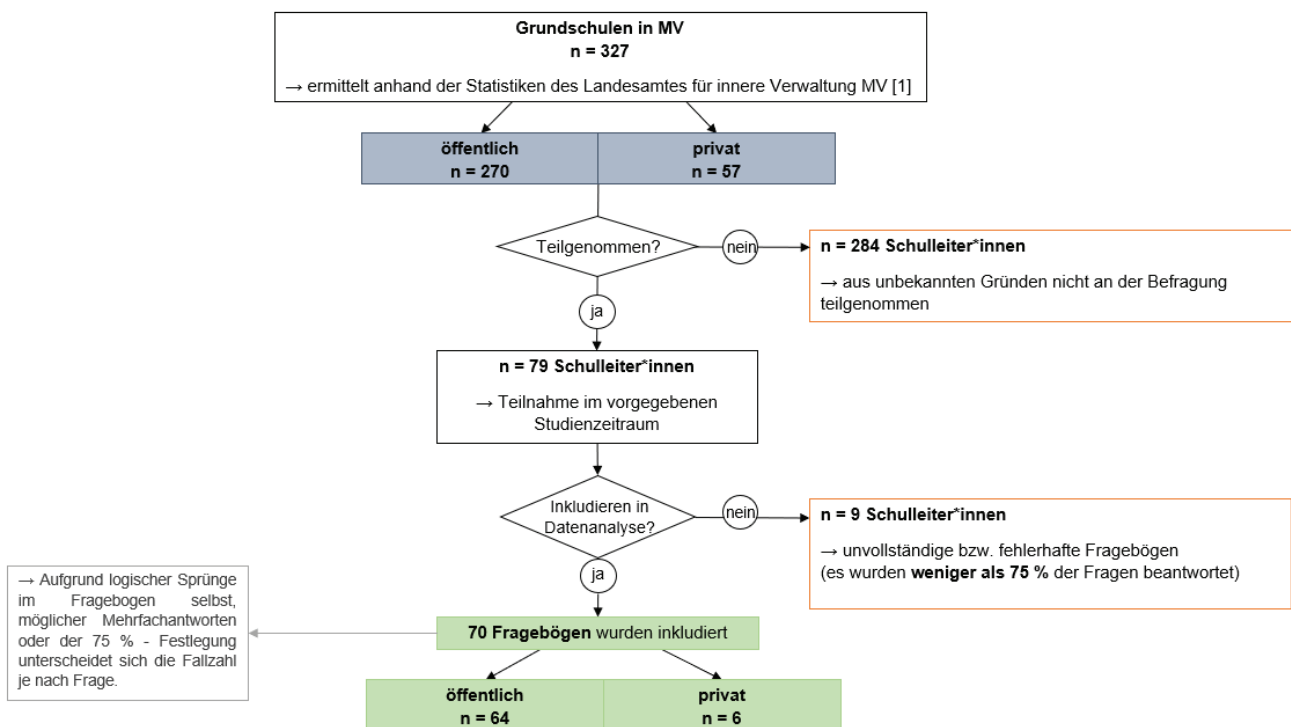 Grundschulen in MV
n = 327
→ ermittelt anhand der Statistiken des Landesamtes für innere Verwaltung MV [1]
öffentlich
n = 270
privat
n = 57
Teilgenommen?
nein
n = 284 Schulleiter*innen
→ aus unbekannten Gründen nicht an der Befragung
teilgenommen
ja
n = 79 Schulleiter*innen
→ Teilnahme im vorgegebenen
Studienzeitraum
Inkludieren in
Datenanalyse?
nein
n = 9 Schulleiter*innen
→ unvollständige bzw. fehlerhafte Fragebögen
(es wurden weniger als 75 % der Fragen beantwortet)
ja
→ Aufgrund logischer Sprünge
im Fragebogen selbst,
möglicher Mehrfachantworten
oder der 75 % - Festlegung
unterscheidet sich die Fallzahl
je nach Frage.
70 Fragebögen wurden inkludiert
öffentlich
n = 64
privat
n = 6